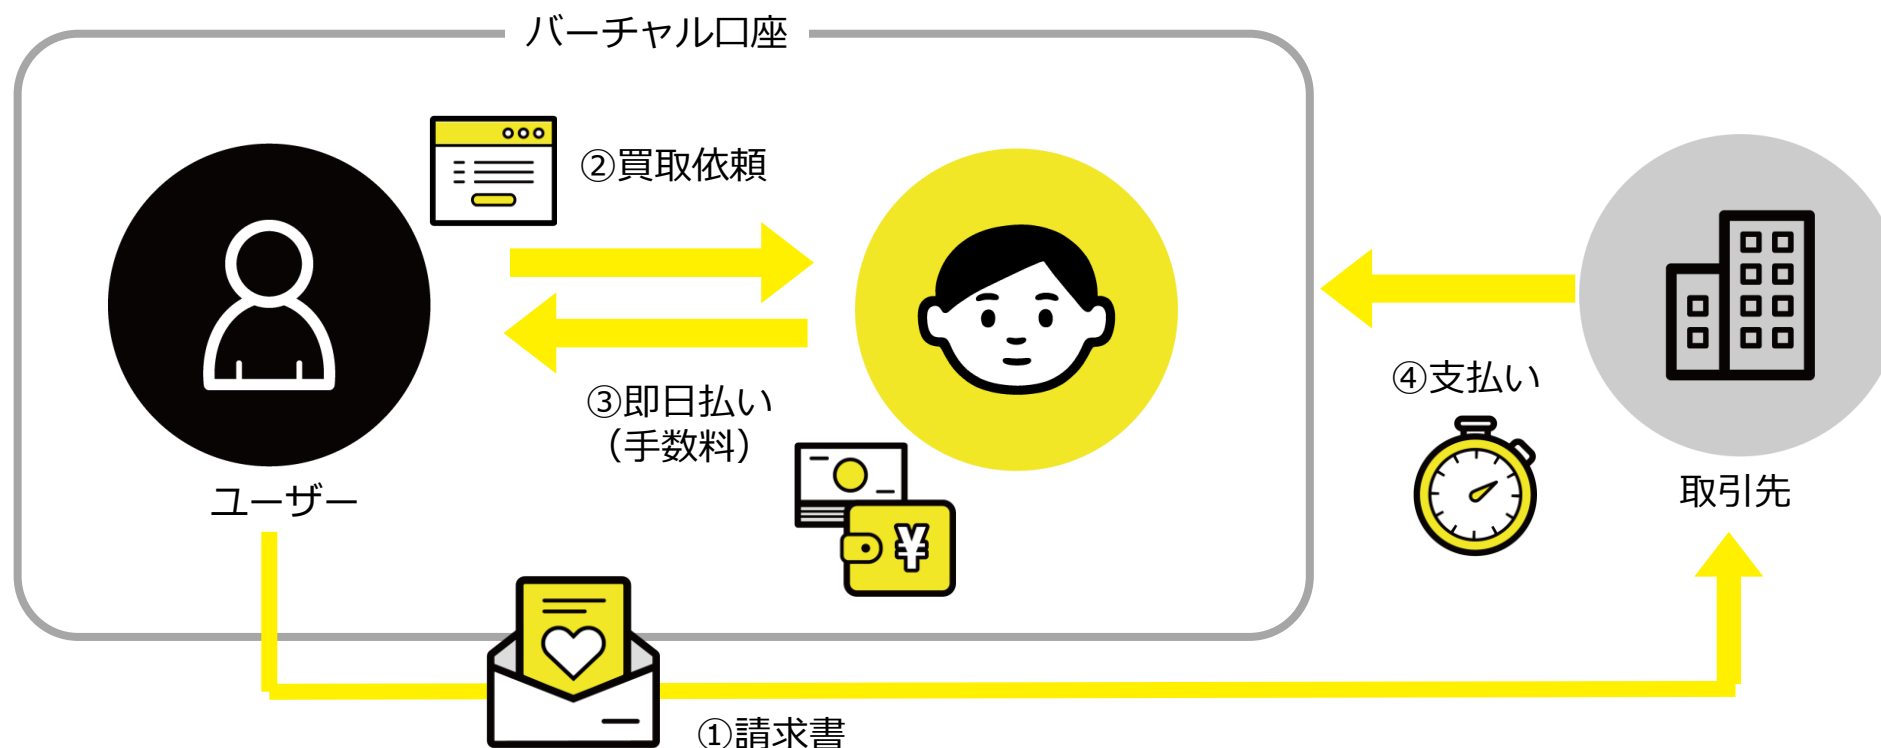 バーチャル口座
②買取依頼
③即日払い
（手数料）
④支払い
ユーザー
取引先
¥
①請求書